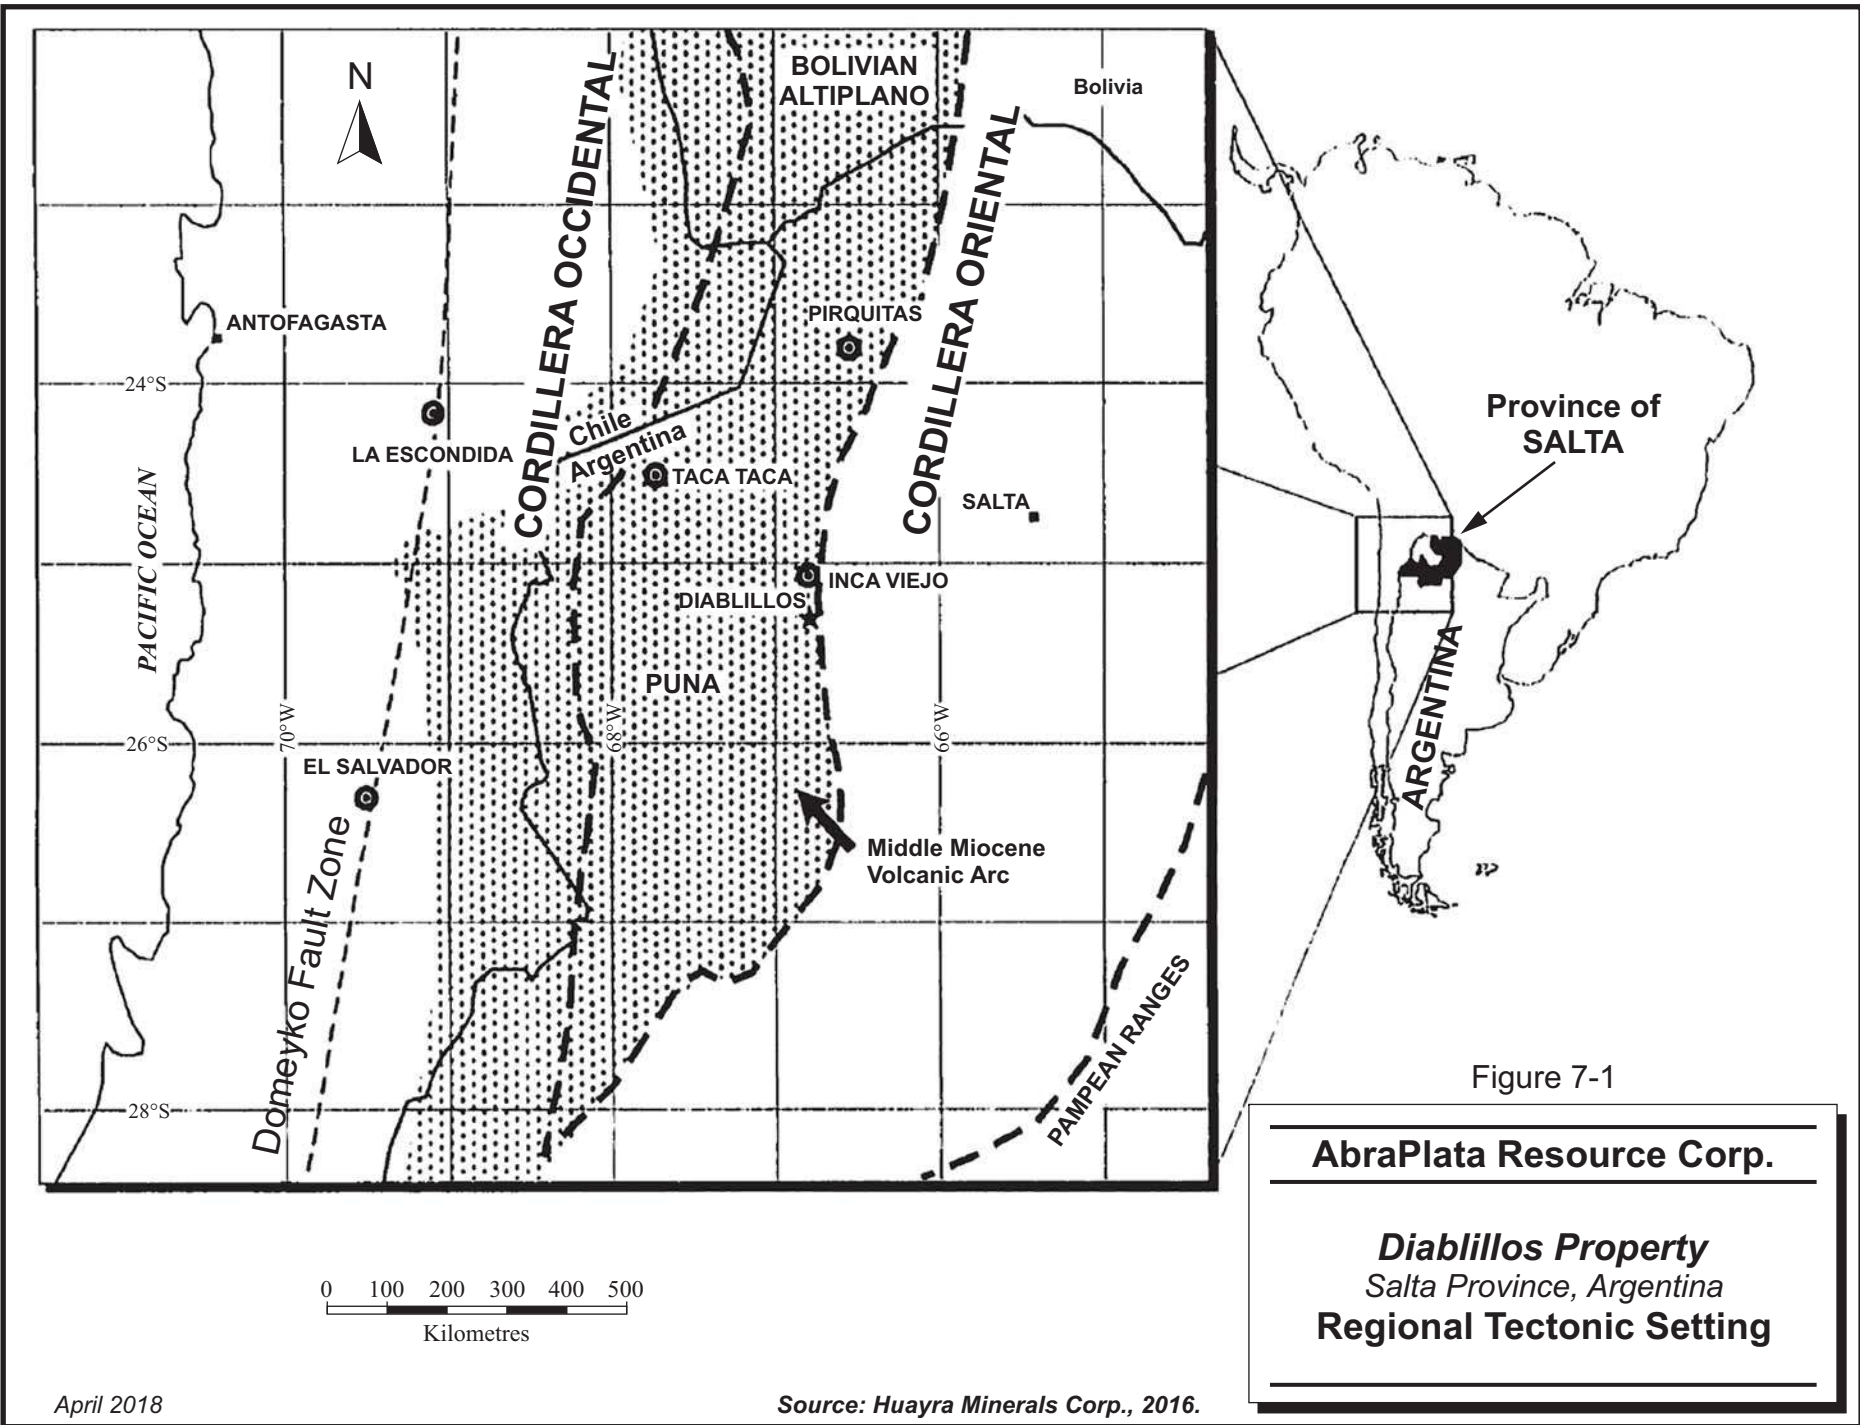 N
BOLIVIAN
ALTIPLANO
Bolivia
CORDILLERA OCCIDENTAL
CORDILLERA ORIENTAL
PIRQUITAS
ANTOFAGASTA
24°S
Chile
Argentina
LA ESCONDIDA
TACA TACA
SALTA
PACIFIC OCEAN
INCA VIEJO
DIABLILLOS
PUNA
70°W
68°W
66°W
26°S
EL SALVADOR
Domeyko Fault Zone
Middle Miocene
Volcanic Arc
PAMPEAN RANGES
28°S
Province of
SALTA
ARGENTINA
Figure 7-1
AbraPlata Resource Corp.
Diablillos Property
Salta Province, Argentina
Regional Tectonic Setting
0 100 200 300 400 500
Kilometres
April 2018
Source: Huayra Minerals Corp., 2016.